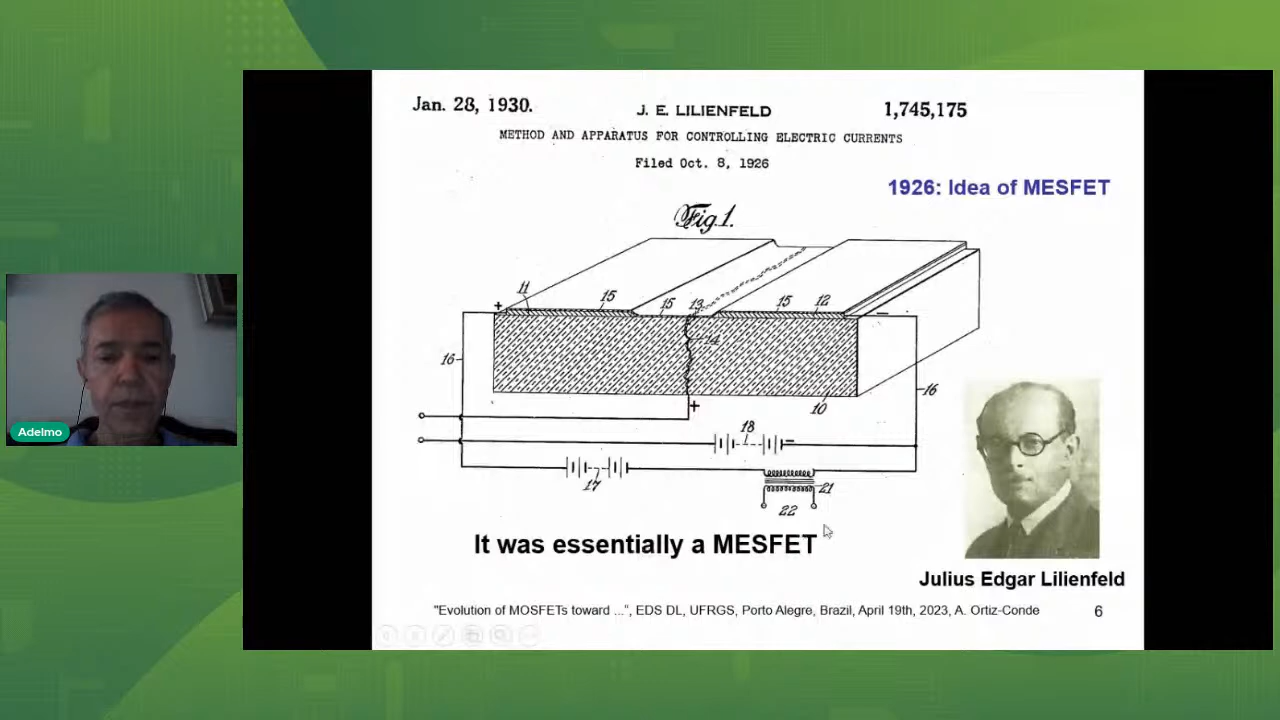 Jan. 28, 1930.
J. E. LILIENFELD
1,745,175
METHOD AND APPARATUS FOR CONTROLLING ELECTRIC CURRENTS
Filed Oct. 8, 1926
1926: Idea of MESFET
Fig.1.
+ 11 15 15 13 15 12 −
14
16
+ 10 16
18 −
17 21
22
It was essentially a MESFET
Julius Edgar Lilienfeld
"Evolution of MOSFETs toward ...", EDS DL, UFRGS, Porto Alegre, Brazil, April 19th, 2023, A. Ortiz-Conde
6
Adelmo